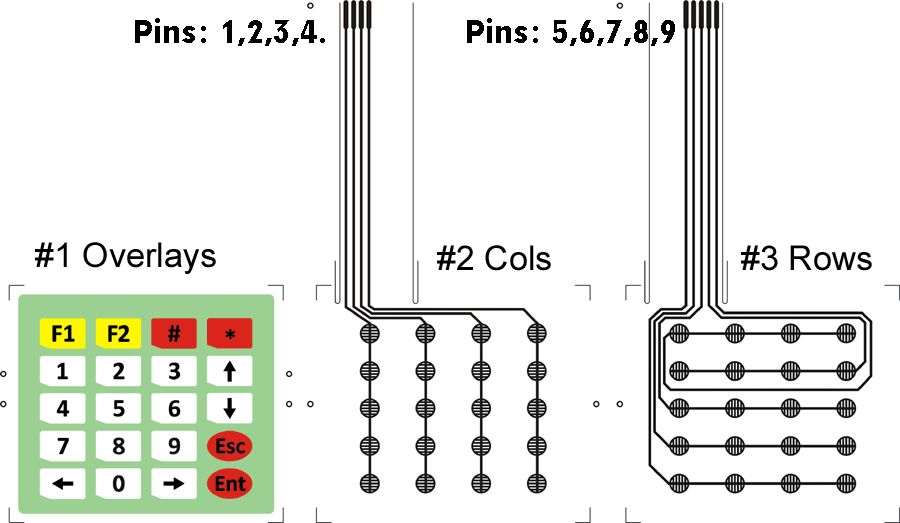 Pins: 1,2,3,4.
Pins: 5,6,7,8,9
#1 Overlays
#2 Cols
#3 Rows
F1 F2 # *
1 2 3 ↑
4 5 6 ↓
7 8 9 Esc
← 0 → Ent